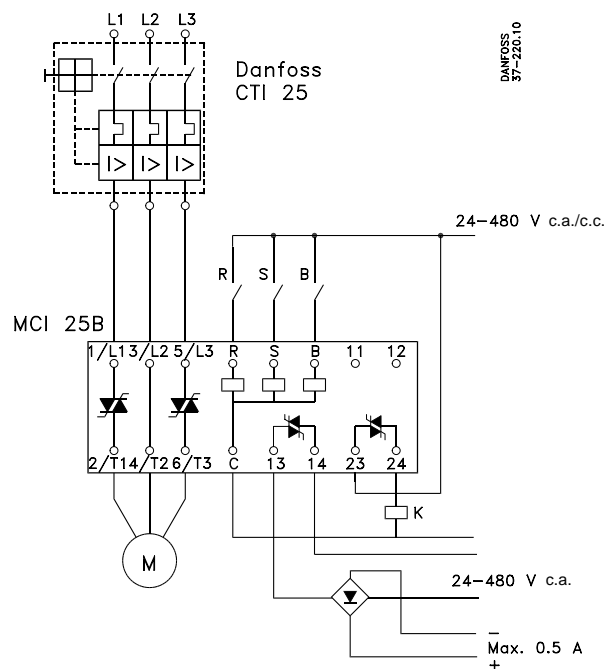 L1 L2 L3
DANFOSS
37-220.10
Danfoss
CTI 25
I> I> I>
24-480 V c.a./c.c.
R S B
MCI 25B
1/L1 3/L2 5/L3 R S B 11 12
2/T1 4/T2 6/T3 C 13 14 23 24
K
M
24-480 V c.a.
-
Max. 0.5 A
+